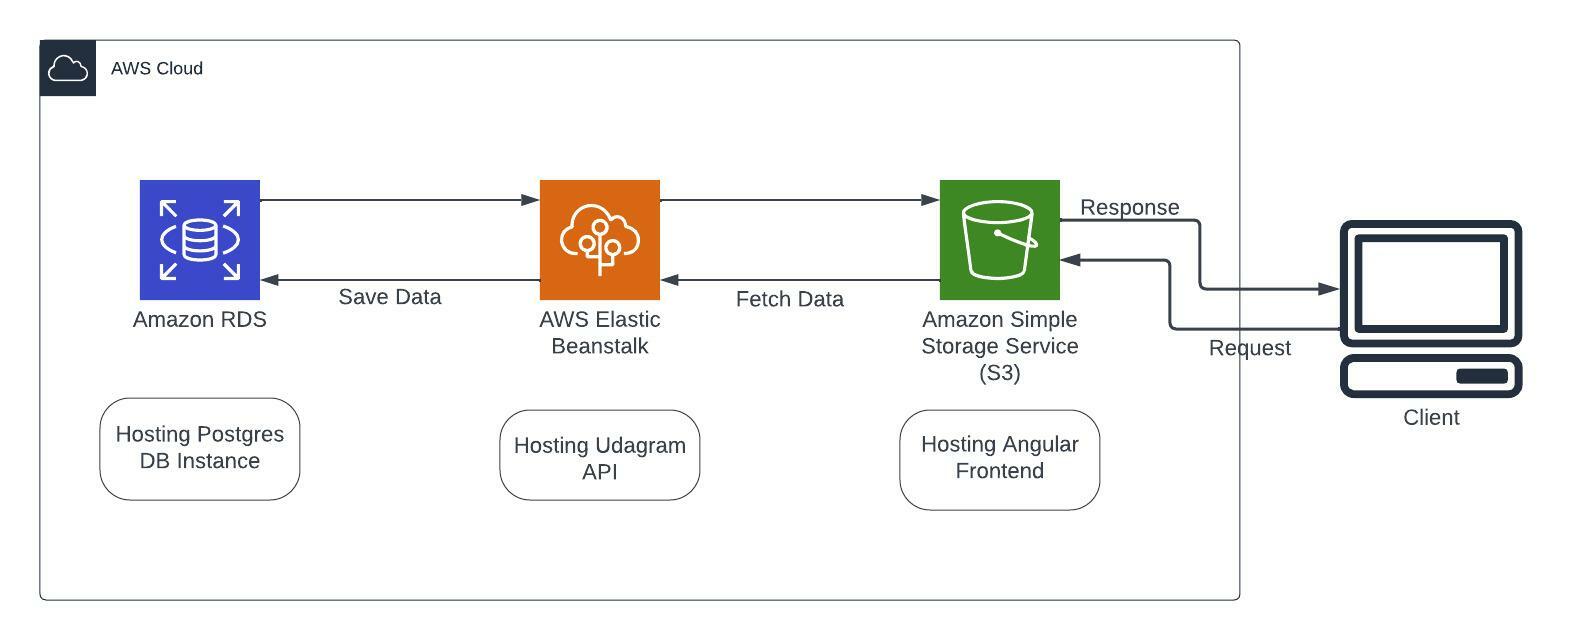 AWS Cloud
Response
Save Data
Fetch Data
Amazon RDS
AWS Elastic
Beanstalk
Amazon Simple
Storage Service
(S3)
Request
Client
Hosting Postgres
DB Instance
Hosting Udagram
API
Hosting Angular
Frontend